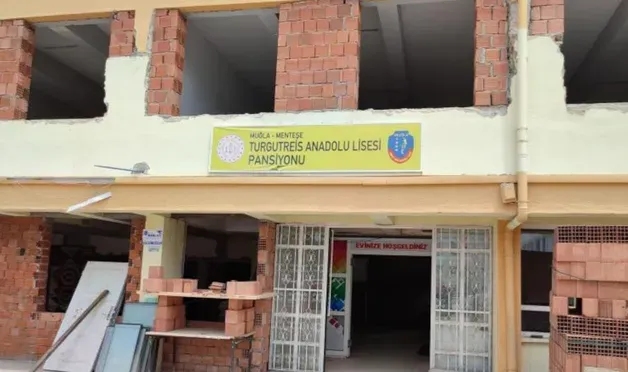 MUĞLA - MENTEŞE
TURGUTREİS ANADOLU LİSESİ
PANSİYONU
EVİNİZE HOŞGELDİNİZ